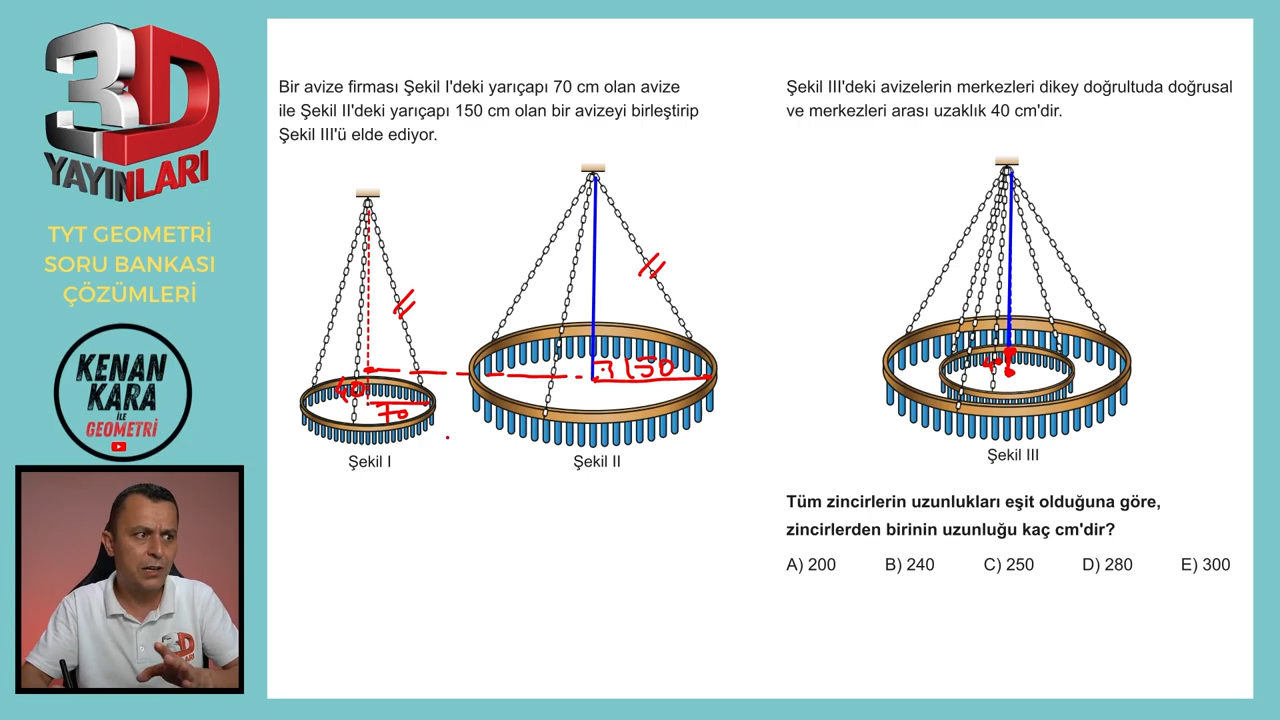 3D
YAYINLARI
TYT GEOMETRİ
SORU BANKASI
ÇÖZÜMLERİ
KENAN
KARA
İLE
GEOMETRİ
3D
YAYINLARI
Bir avize firması Şekil I'deki yarıçapı 70 cm olan avize
ile Şekil II'deki yarıçapı 150 cm olan bir avizeyi birleştirip
Şekil III'ü elde ediyor.
40
70
150
Şekil I
Şekil II
Şekil III'deki avizelerin merkezleri dikey doğrultuda doğrusal
ve merkezleri arası uzaklık 40 cm'dir.
Şekil III
Tüm zincirlerin uzunlukları eşit olduğuna göre,
zincirlerden birinin uzunluğu kaç cm'dir?
A) 200 B) 240 C) 250 D) 280 E) 300